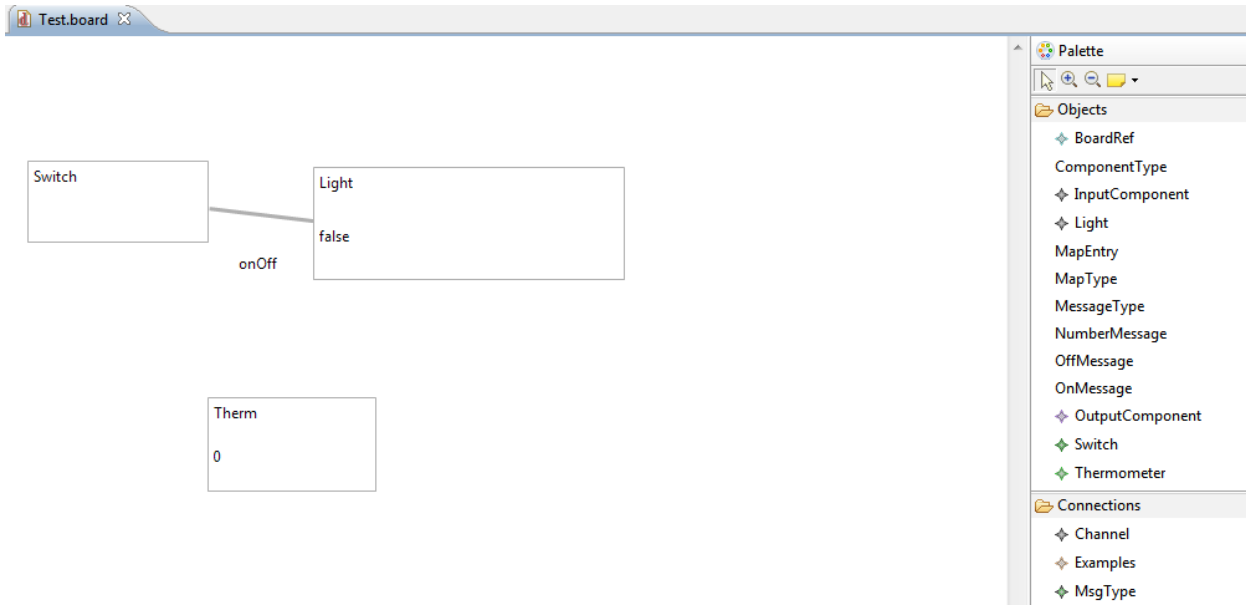 Test.board
Switch
Light
false
onOff
Therm
0
Palette
Objects
BoardRef
ComponentType
InputComponent
Light
MapEntry
MapType
MessageType
NumberMessage
OffMessage
OnMessage
OutputComponent
Switch
Thermometer
Connections
Channel
Examples
MsgType